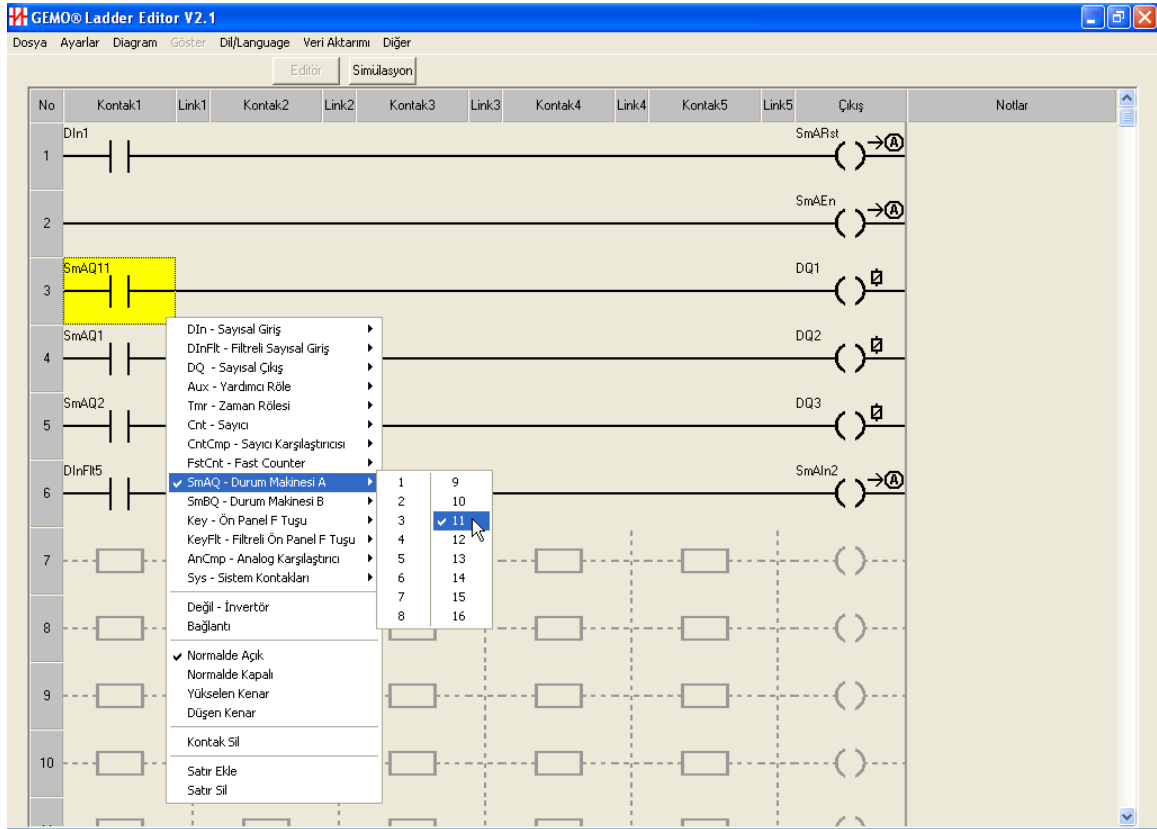 GEMO® Ladder Editor V2.1
Dosya Ayarlar Diagram Göster Dil/Language Veri Aktarımı Diğer
Editör Simülasyon
No Kontak1 Link1 Kontak2 Link2 Kontak3 Link3 Kontak4 Link4 Kontak5 Link5 Çıkış Notlar
DIn1 SmARst
1 A
SmAEn
2 A
SmAQ11 DQ1
3
SmAQ1 DQ2
4
SmAQ2 DQ3
5
DInFlt5 SmAIn2
6 A
7
8
9
10
DIn - Sayısal Giriş
DInFlt - Filtreli Sayısal Giriş
DQ - Sayısal Çıkış
Aux - Yardımcı Röle
Tmr - Zaman Rölesi
Cnt - Sayıcı
CntCmp - Sayıcı Karşılaştırıcısı
FstCnt - Fast Counter
SmAQ - Durum Makinesi A
SmBQ - Durum Makinesi B
Key - Ön Panel F Tuşu
KeyFlt - Filtreli Ön Panel F Tuşu
AnCmp - Analog Karşılaştırıcı
Sys - Sistem Kontakları
Değil - İnvertör
Bağlantı
Normalde Açık
Normalde Kapalı
Yükselen Kenar
Düşen Kenar
Kontak Sil
Satır Ekle
Satır Sil
1 9
2 10
3 11
4 12
5 13
6 14
7 15
8 16